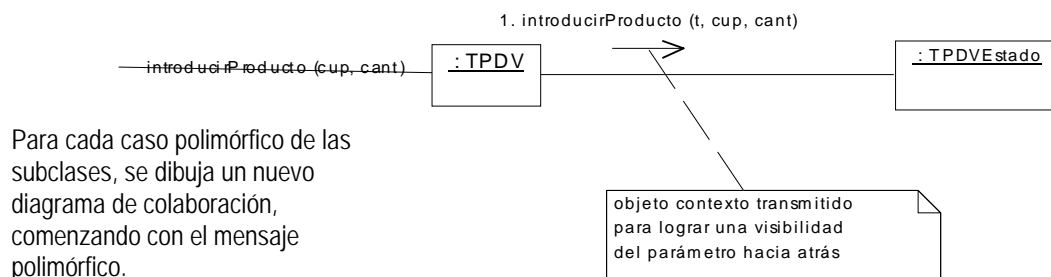 1. introducirProducto (t, cup, cant)
introducirProducto (cup, cant)
: TPDV
: TPDVEstado
Para cada caso polimórfico de las
subclases, se dibuja un nuevo
diagrama de colaboración,
comenzando con el mensaje
polimórfico.
objeto contexto transmitido
para lograr una visibilidad
del parámetro hacia atrás